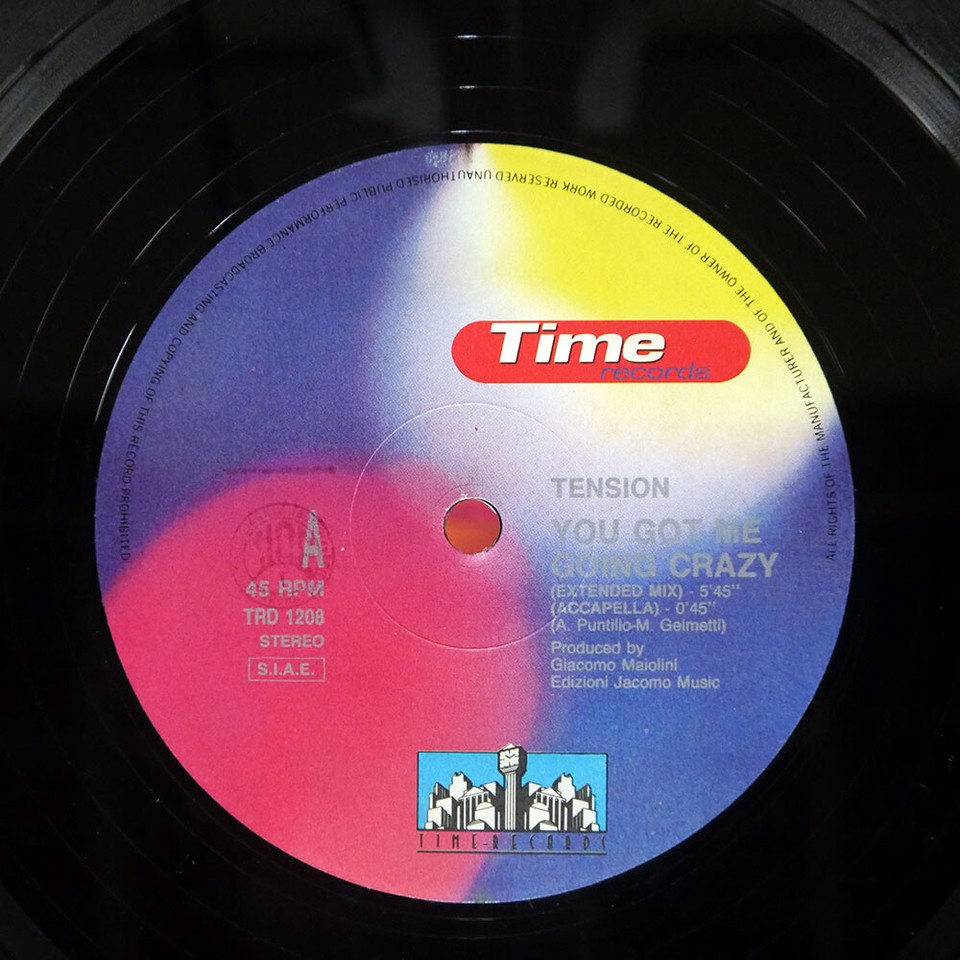 Time
records
TENSION
YOU GOT ME
GOING CRAZY
(EXTENDED MIX) - 5'45"
(ACCAPELLA) - 0'45"
(A. Puntillo-M. Gelmetti)
Produced by
Giacomo Maiolini
Edizioni Jacomo Music
A
45 RPM
TRD 1208
STEREO
S.I.A.E.
TIME-RECORDS
ALL RIGHTS OF THE MANUFACTURER AND OF THE OWNER OF THE RECORDED WORK RESERVED UNAUTHORISED PUBLIC PERFORMANCE BROADCASTING AND COPYING OF THIS RECORD PROHIBITED